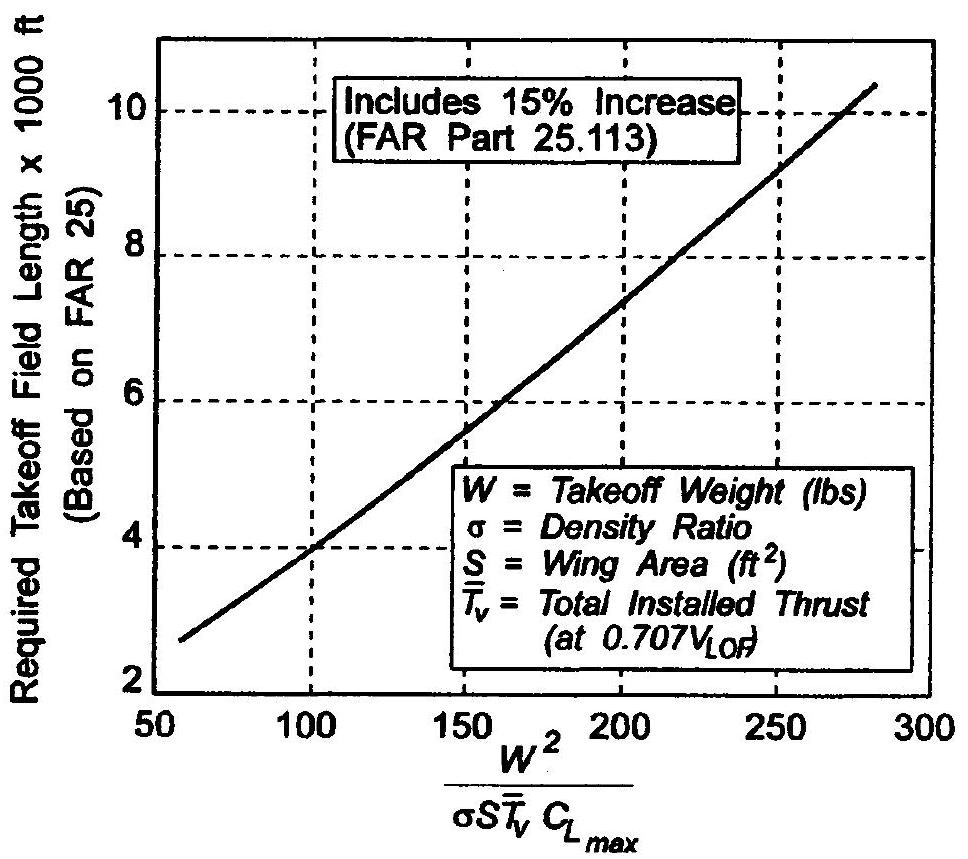 Required Takeoff Field Length x 1000 ft
(Based on FAR 25)
10
8
6
4
2
Includes 15% Increase
(FAR Part 25.113)
W = Takeoff Weight (lbs)
σ = Density Ratio
S = Wing Area (ft²)
T̅ᵥ = Total Installed Thrust
(at 0.707V_LOF)
50 100 150 200 250 300
W²
σST̅ᵥ C_Lmax